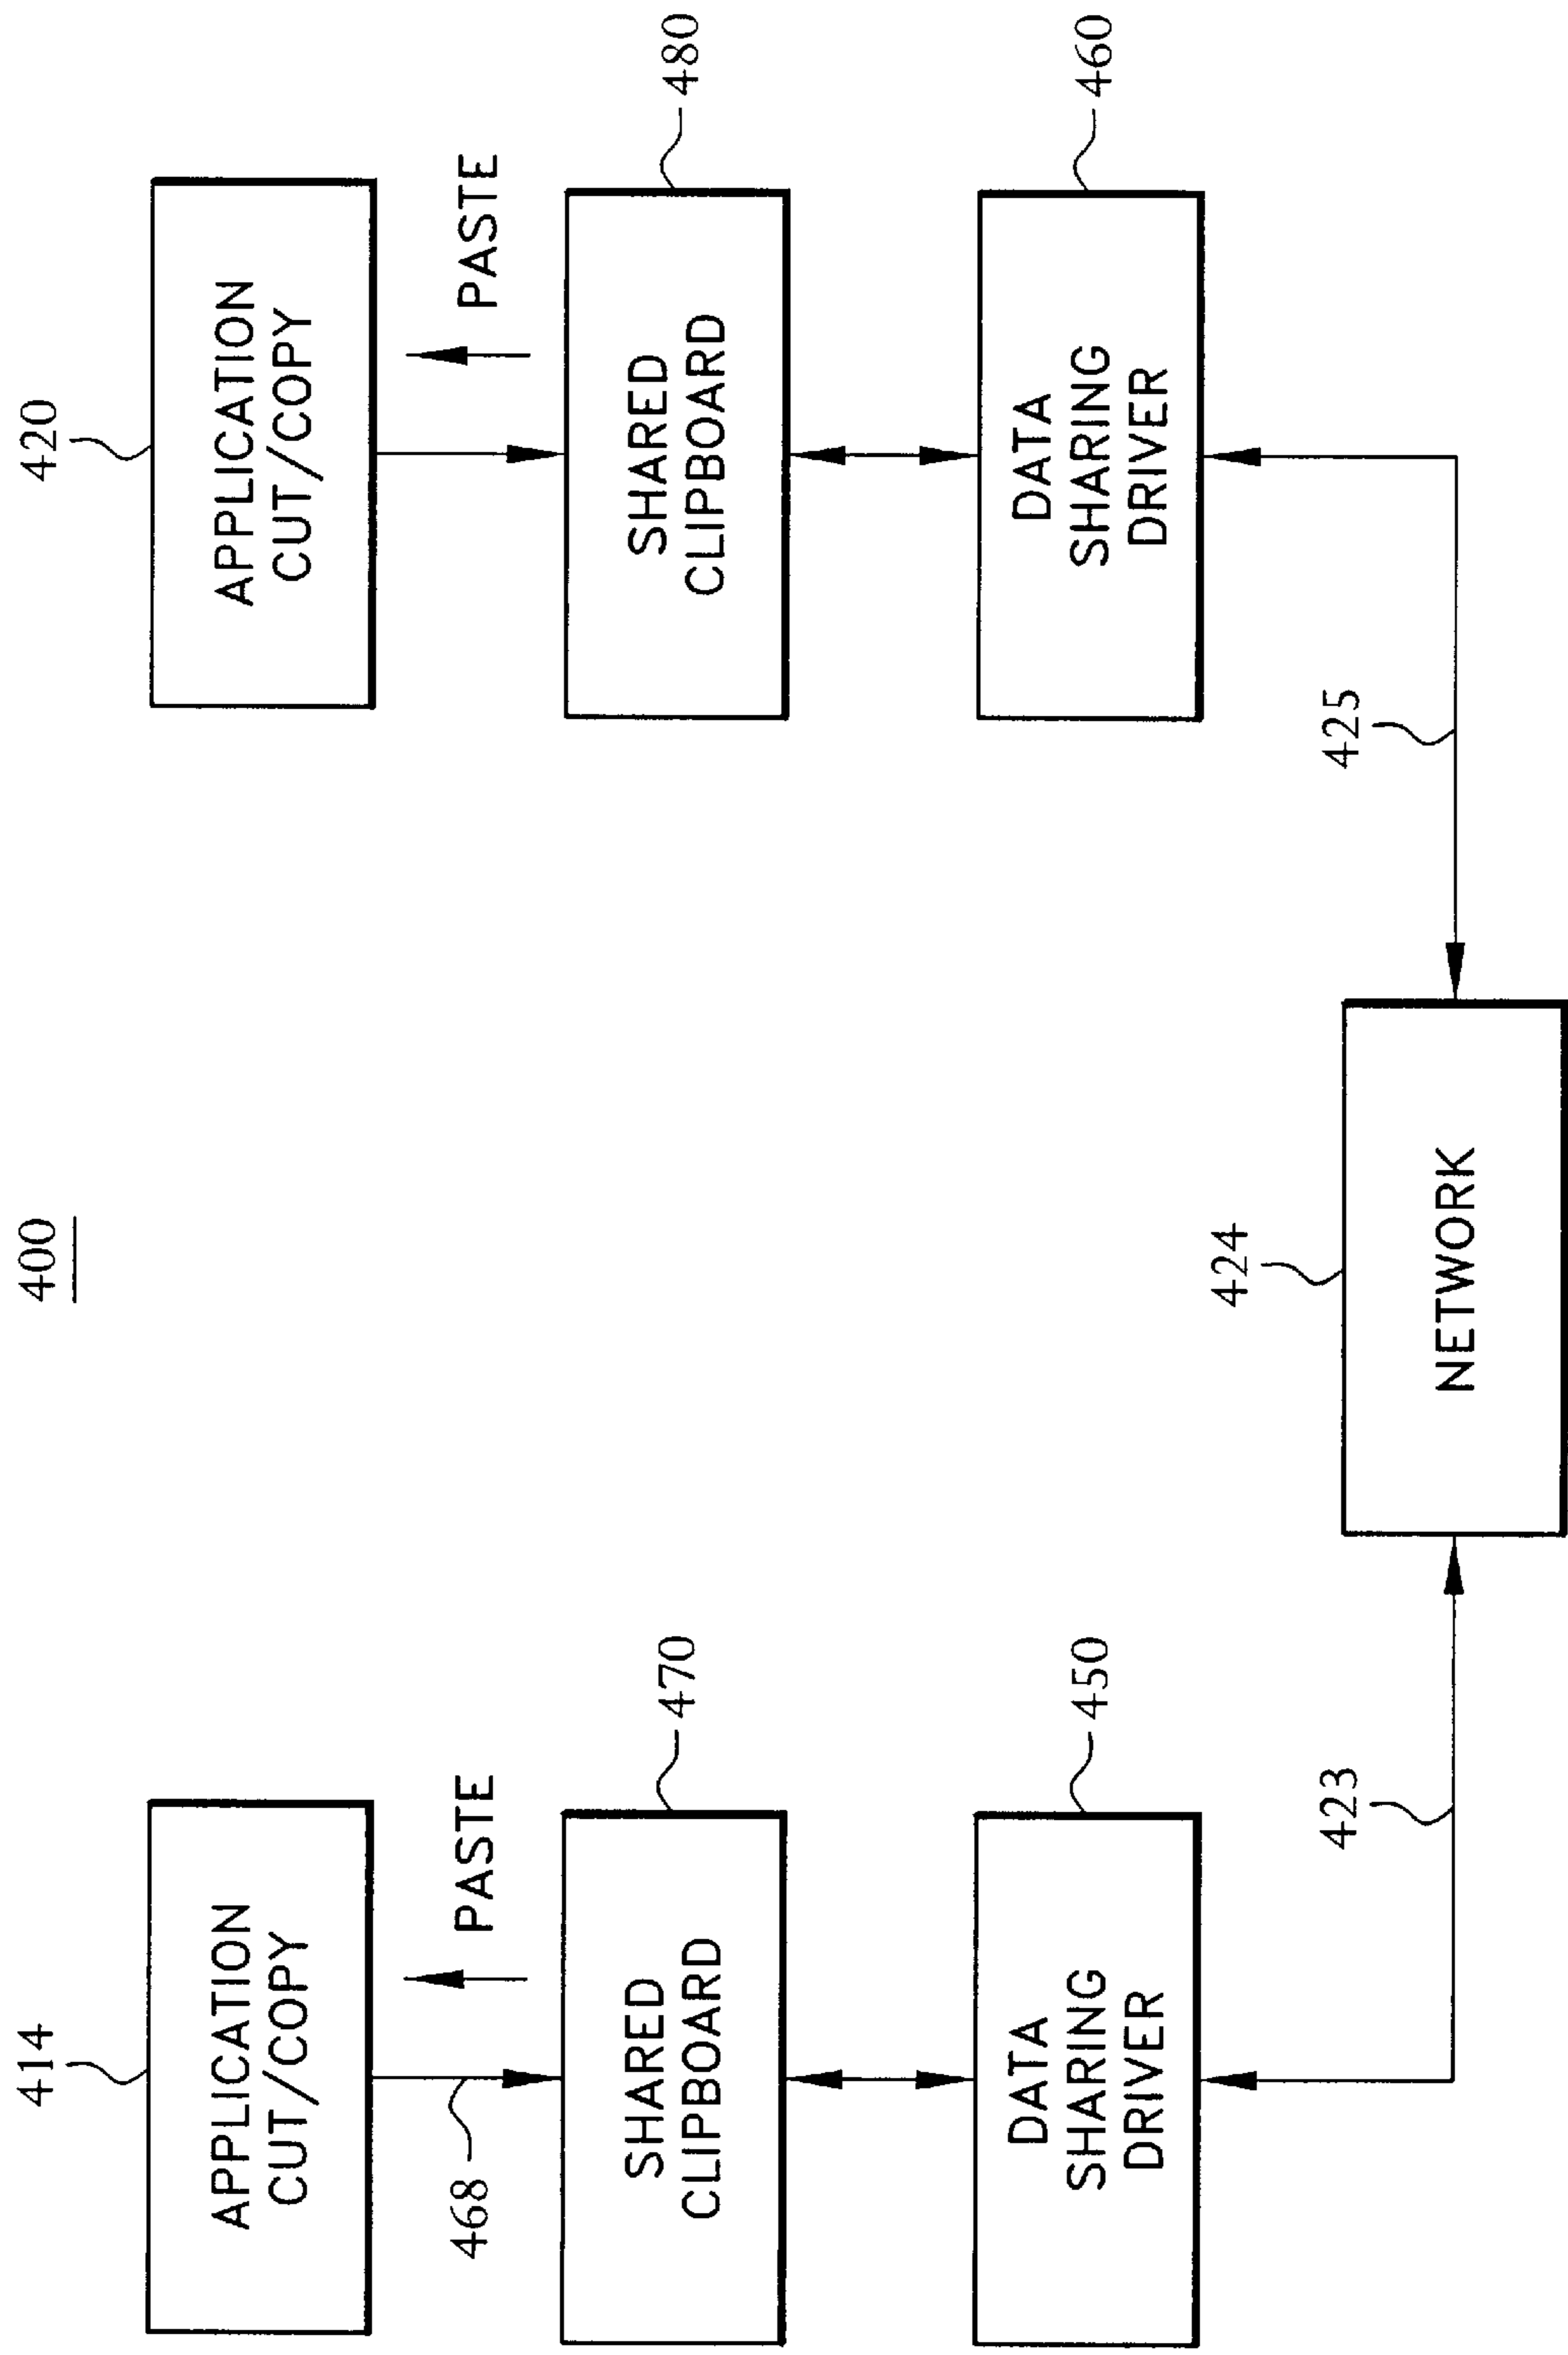 400
414
APPLICATION
CUT/COPY
468
PASTE
SHARED
CLIPBOARD
470
DATA
SHARING
DRIVER
450
423
424
NETWORK
420
APPLICATION
CUT/COPY
PASTE
SHARED
CLIPBOARD
480
DATA
SHARING
DRIVER
460
425